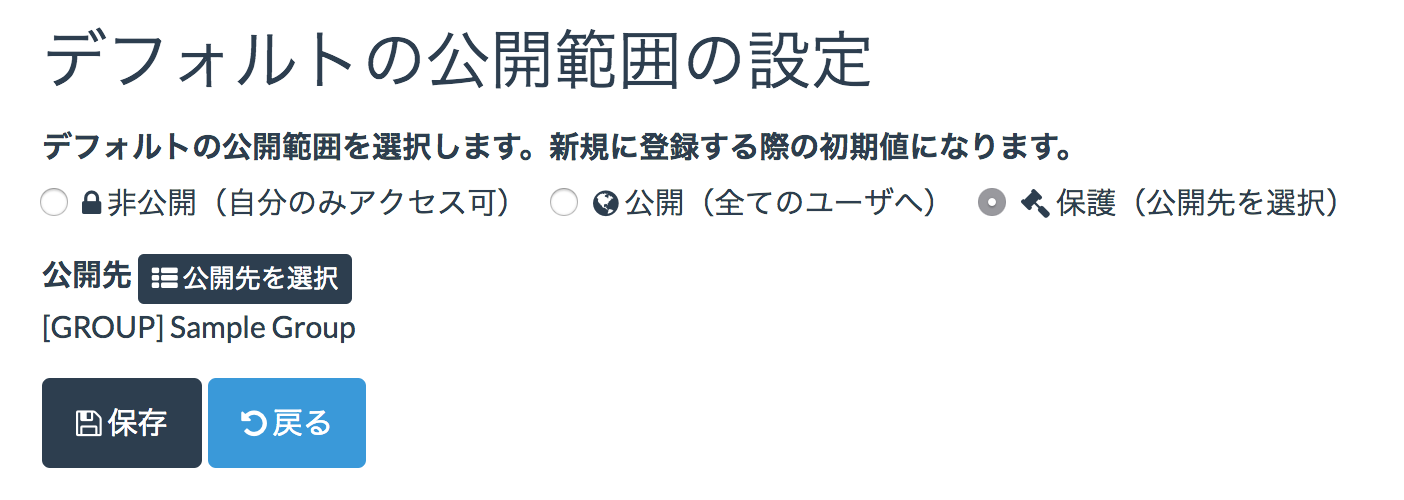 デフォルトの公開範囲の設定
デフォルトの公開範囲を選択します。新規に登録する際の初期値になります。
非公開（自分のみアクセス可） 公開（全てのユーザへ） 保護（公開先を選択）
公開先 公開先を選択
[GROUP] Sample Group
保存 戻る